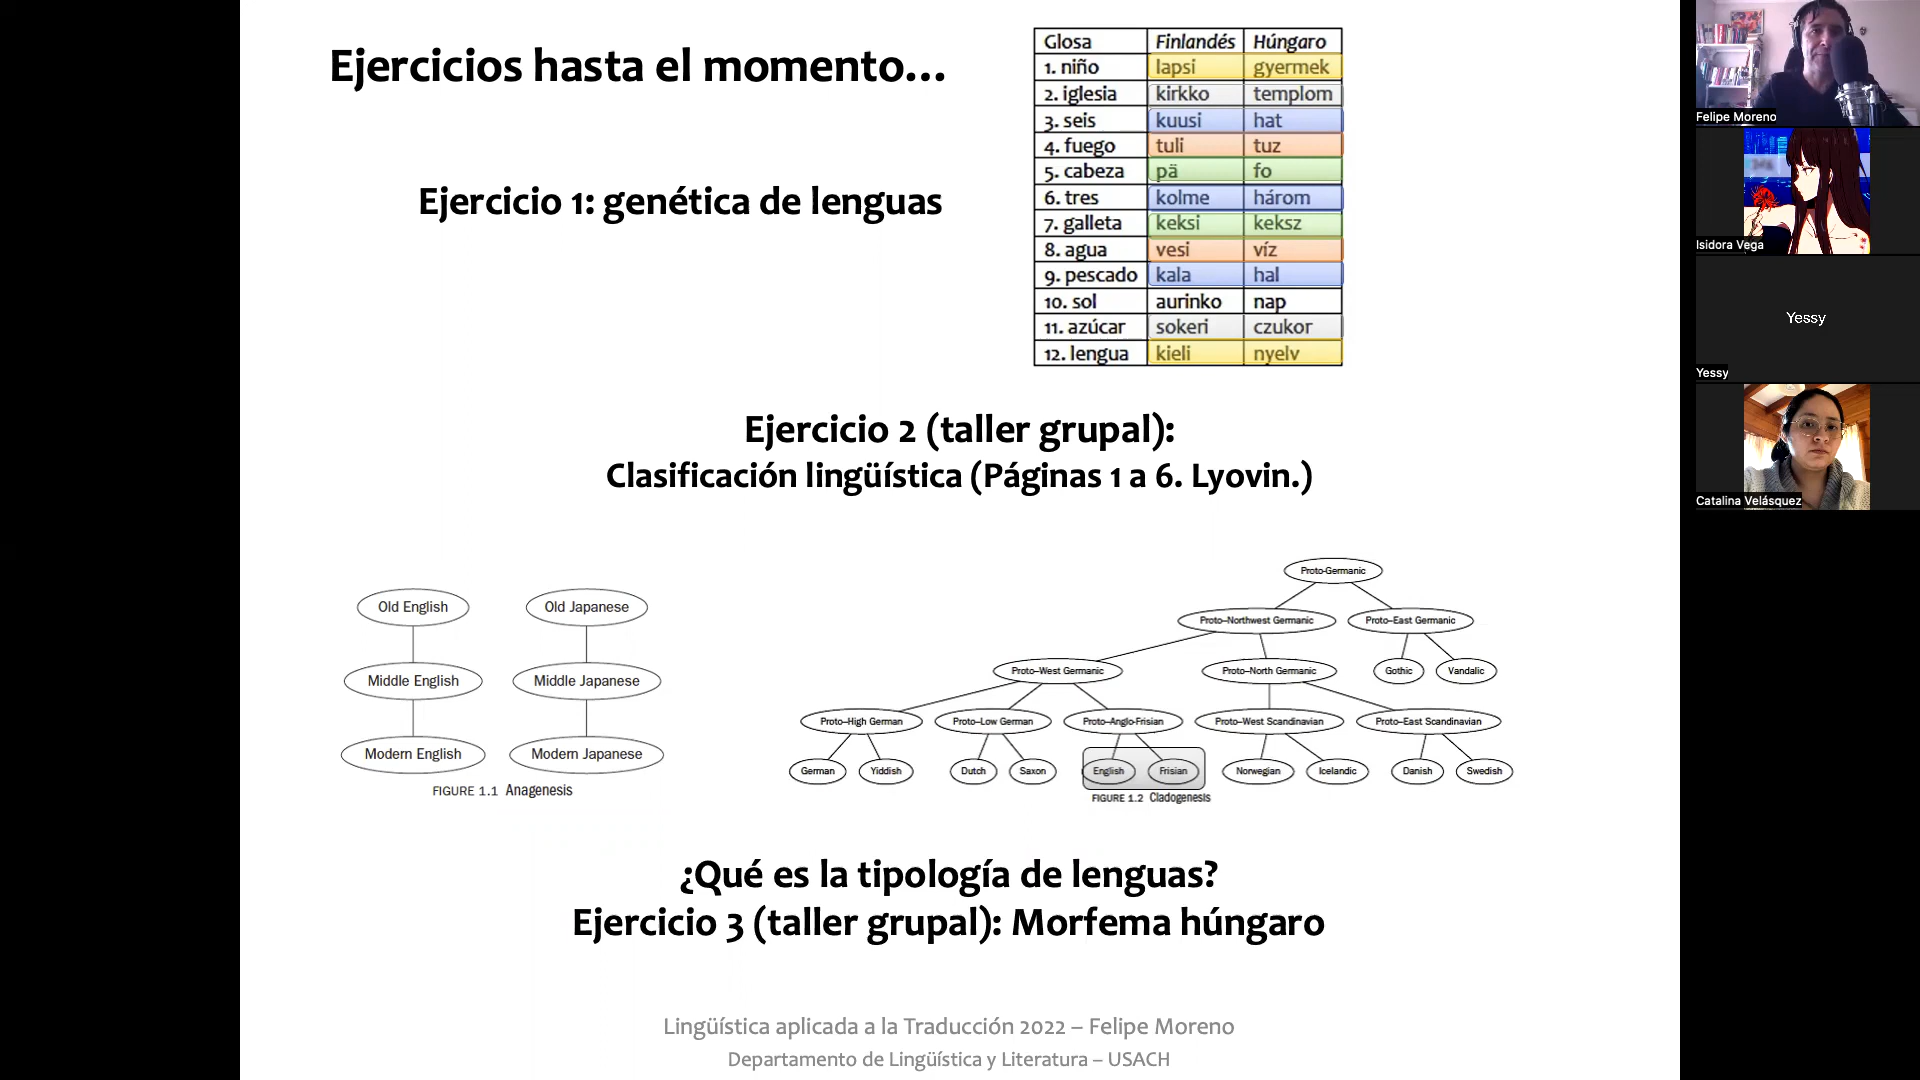 Ejercicios hasta el momento...
Ejercicio 1: genética de lenguas
Glosa Finlandés Húngaro
1. niño lapsi gyermek
2. iglesia kirkko templom
3. seis kuusi hat
4. fuego tuli tuz
5. cabeza pä fo
6. tres kolme három
7. galleta keksi keksz
8. agua vesi víz
9. pescado kala hal
10. sol aurinko nap
11. azúcar sokeri czukor
12. lengua kieli nyelv
Ejercicio 2 (taller grupal):
Clasificación lingüística (Páginas 1 a 6. Lyovin.)
Old English Old Japanese
Middle English Middle Japanese
Modern English Modern Japanese
FIGURE 1.1 Anagenesis
Proto-Germanic
Proto–Northwest Germanic Proto–East Germanic
Proto–West Germanic Proto–North Germanic Gothic Vandalic
Proto–High German Proto–Low German Proto–Anglo-Frisian Proto–West Scandinavian Proto–East Scandinavian
German Yiddish Dutch Saxon English Frisian Norwegian Icelandic Danish Swedish
FIGURE 1.2 Cladogenesis
¿Qué es la tipología de lenguas?
Ejercicio 3 (taller grupal): Morfema húngaro
Lingüística aplicada a la Traducción 2022 – Felipe Moreno
Departamento de Lingüística y Literatura – USACH
Felipe Moreno
Isidora Vega
Yessy
Yessy
Catalina Velásquez